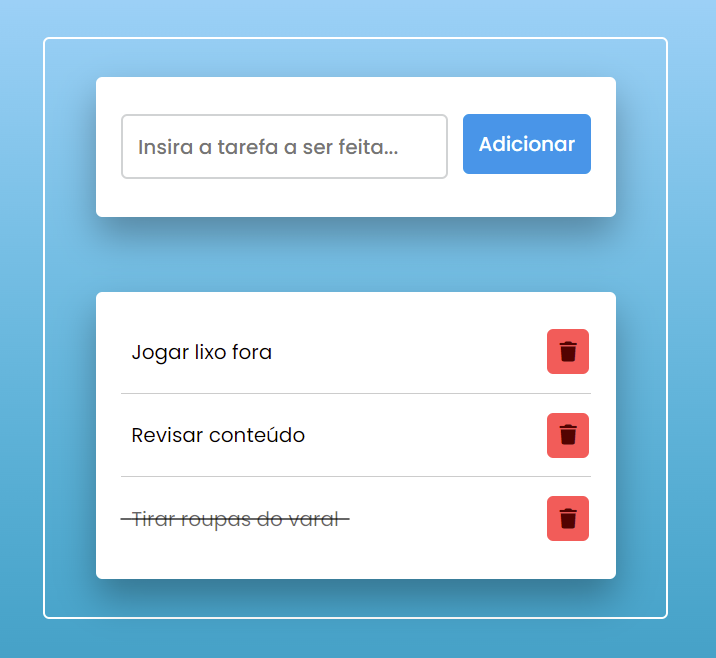 Insira a tarefa a ser feita...
Adicionar
Jogar lixo fora
Revisar conteúdo
Tirar roupas do varal